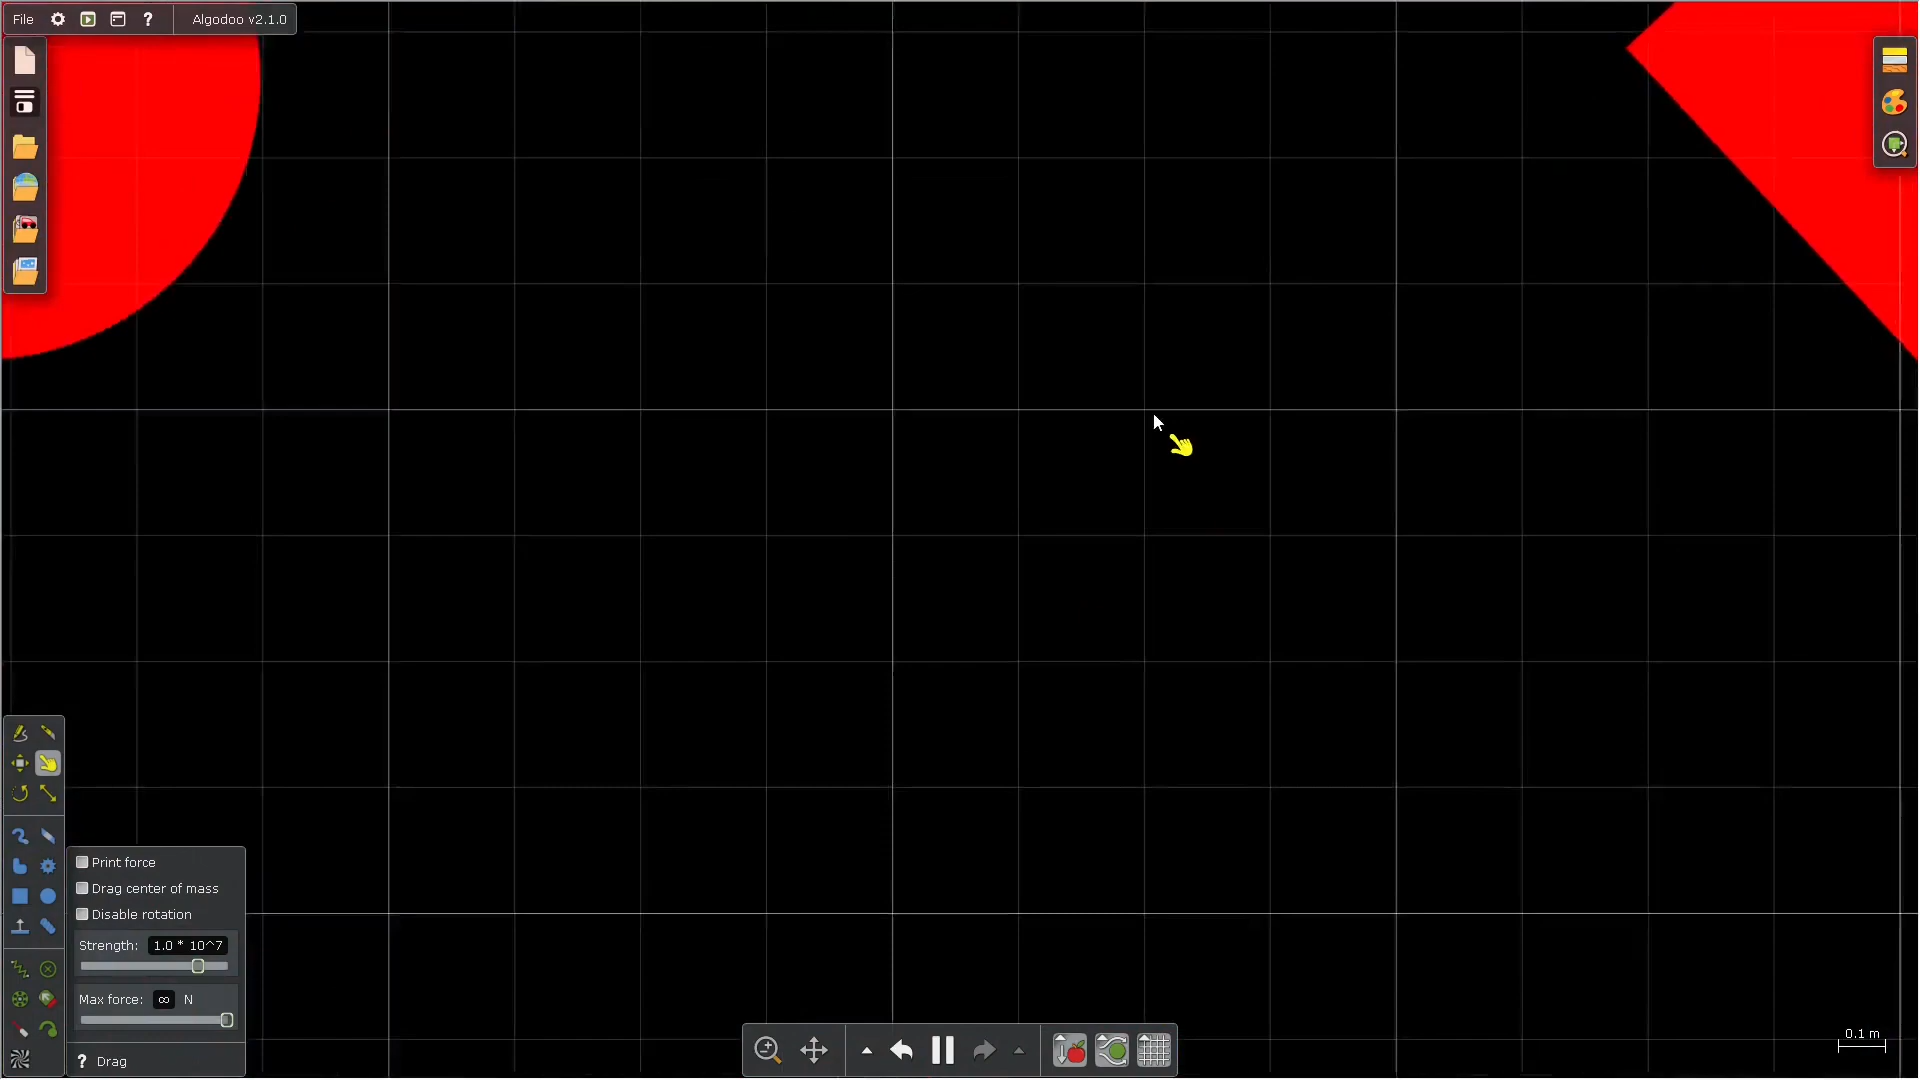 File ? Algodoo v2.1.0
Print force
Drag center of mass
Disable rotation
Strength: 1.0 * 10^7
Max force: ∞ N
? Drag
0.1 m